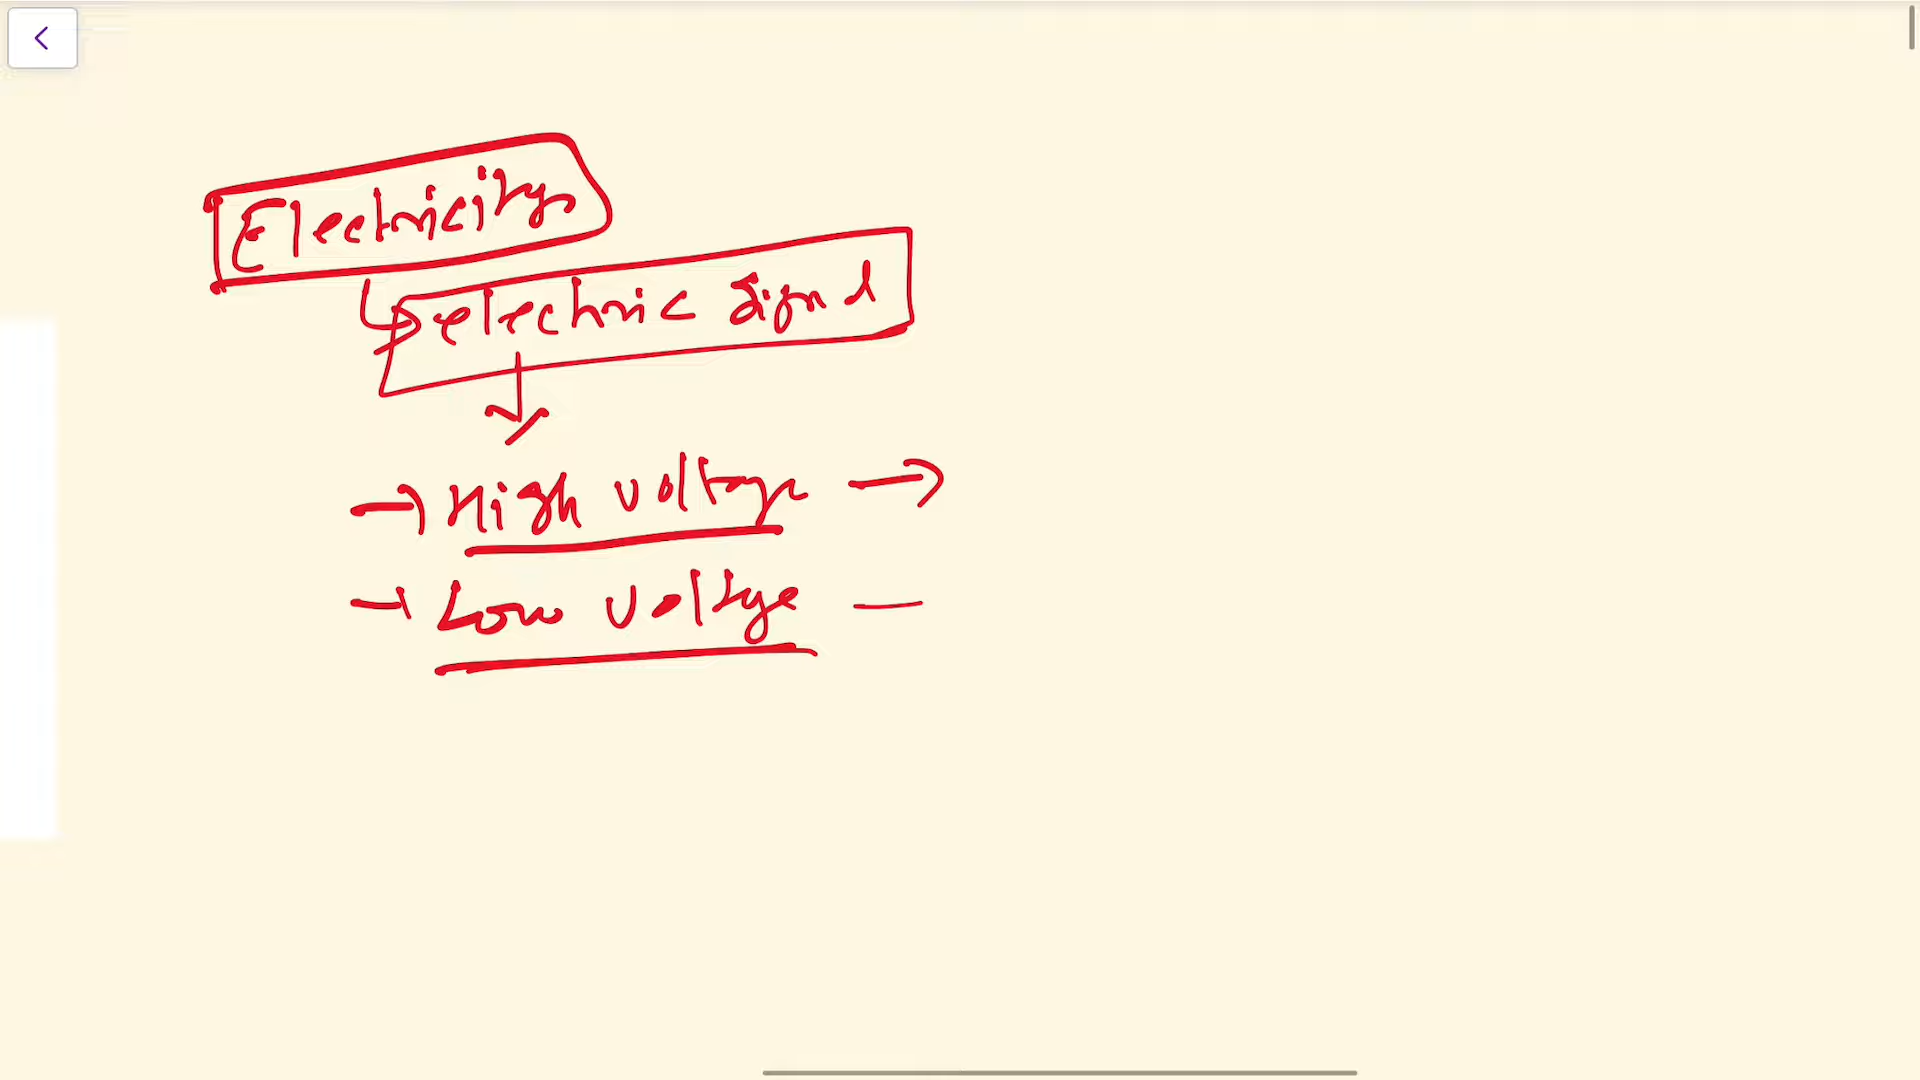 Electricity
↳ electric signal
→ High voltage →
→ Low voltage —